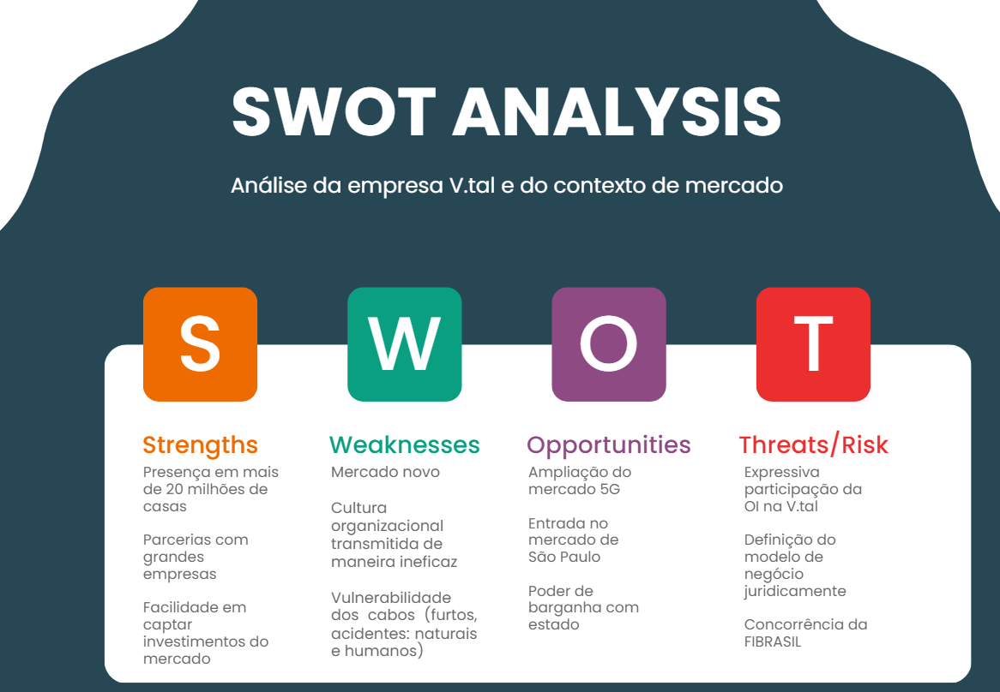 SWOT ANALYSIS
Análise da empresa V.tal e do contexto de mercado
S
W
O
T
Strengths
Presença em mais
de 20 milhões de
casas
Parcerias com
grandes
empresas
Facilidade em
captar
investimentos do
mercado
Weaknesses
Mercado novo
Cultura
organizacional
transmitida de
maneira ineficaz
Vulnerabilidade
dos cabos (furtos,
acidentes: naturais
e humanos)
Opportunities
Ampliação do
mercado 5G
Entrada no
mercado de
São Paulo
Poder de
barganha com
estado
Threats/Risk
Expressiva
participação da
OI na V.tal
Definição do
modelo de
negócio
juridicamente
Concorrência da
FIBRASIL